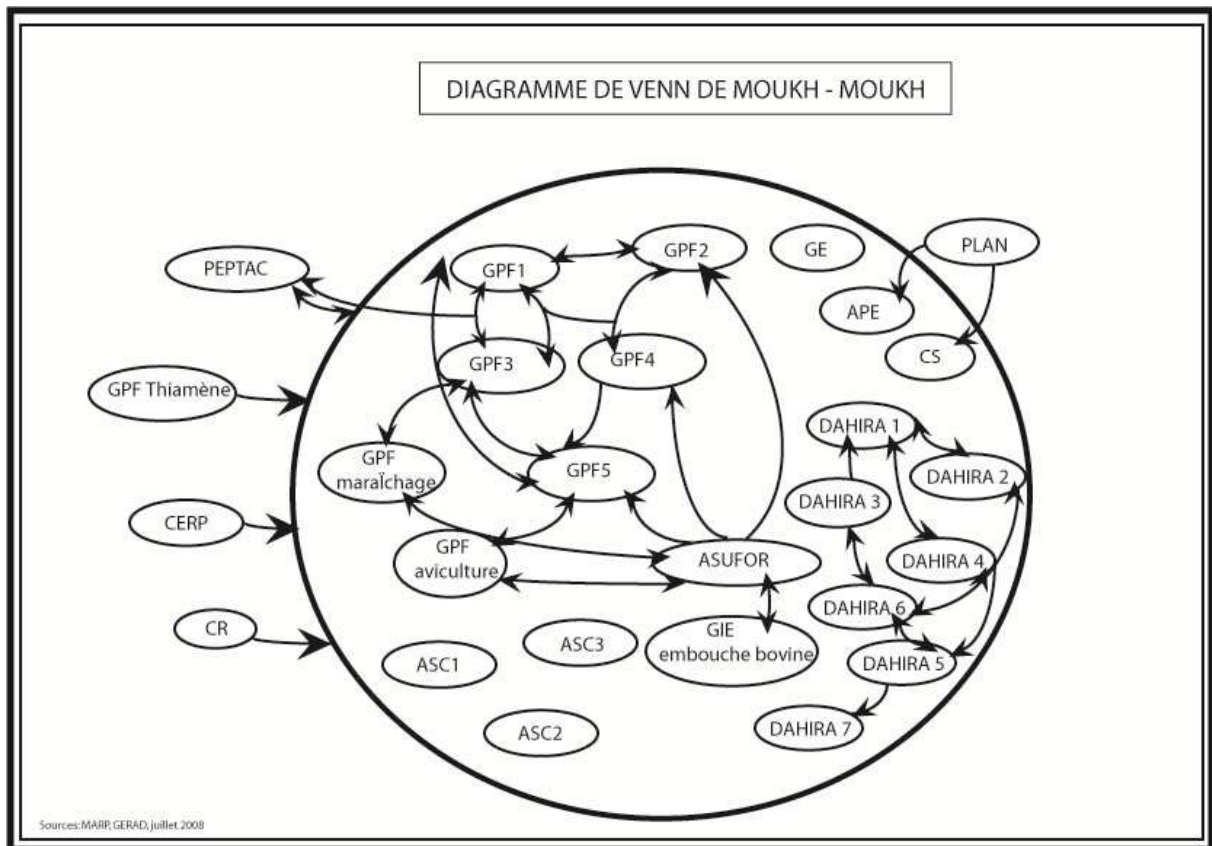 DIAGRAMME DE VENN DE MOUKH - MOUKH
PEPTAC
GPF1
GPF2
GE
PLAN
APE
CS
GPF3
GPF4
GPF Thiamène
DAHIRA 1
GPF
maraîchage
GPF5
DAHIRA 2
DAHIRA 3
CERP
GPF
aviculture
ASUFOR
DAHIRA 4
DAHIRA 6
CR
ASC1
ASC3
GIE
embouche bovine
DAHIRA 5
ASC2
DAHIRA 7
Sources: MARP, GERAD, juillet 2008